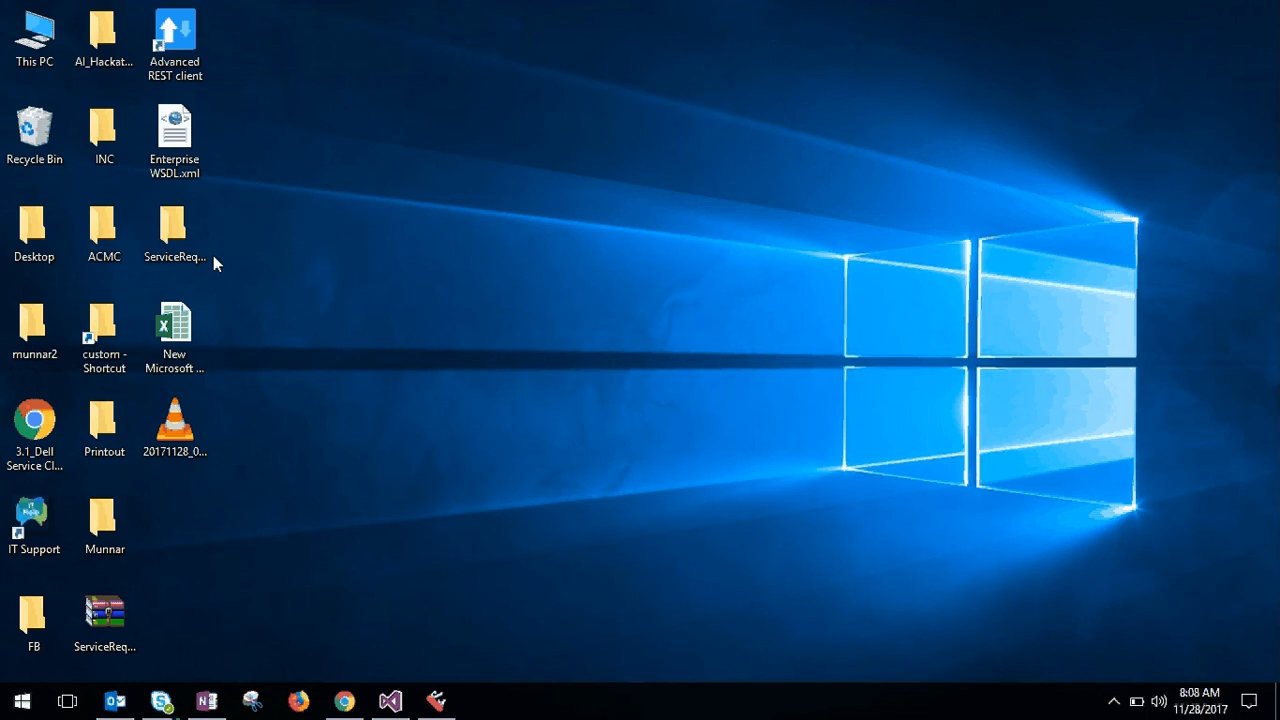 This PC
AI_Hackat...
Advanced
REST client
Recycle Bin
INC
Enterprise
WSDL.xml
Desktop
ACMC
ServiceReq...
munnar2
custom -
Shortcut
New
Microsoft ...
3.1_Dell
Service Cl...
Printout
20171128_0...
IT Support
Munnar
FB
ServiceReq...
8:08 AM
11/28/2017